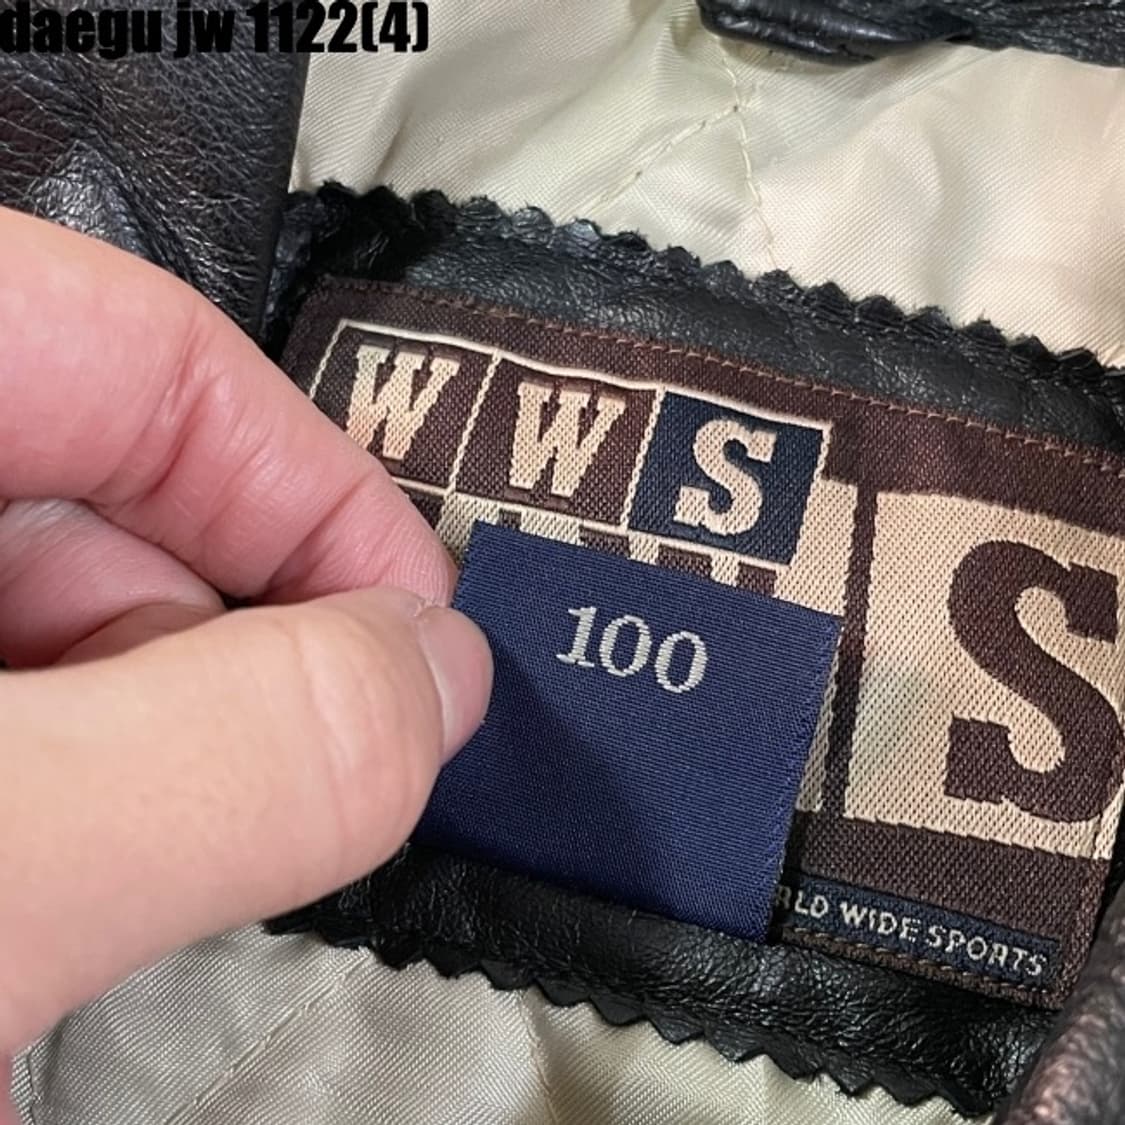 daegu jw 1122(4)
WWS
S
100
RLD WIDE SPORTS